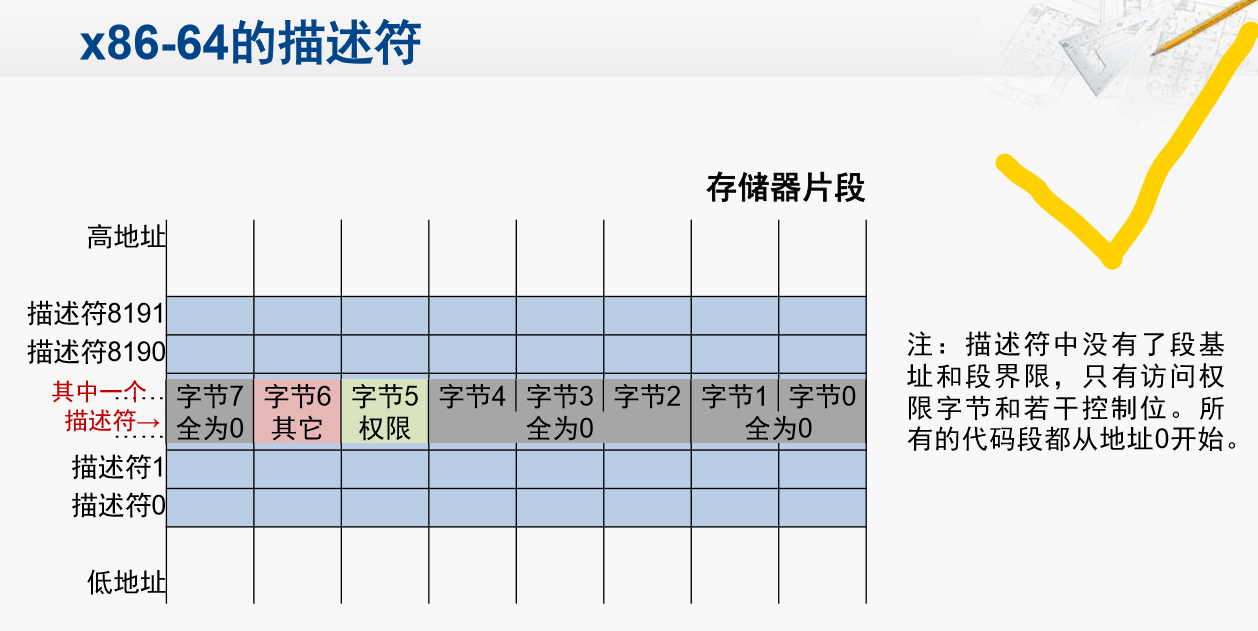 x86-64的描述符
存储器片段
高地址
描述符8191
描述符8190
其中一个……
描述符→
……
字节7 字节6 字节5 字节4 字节3 字节2 字节1 字节0
全为0 其它 权限 全为0 全为0
描述符1
描述符0
低地址
注：描述符中没有了段基
址和段界限，只有访问权
限字节和若干控制位。所
有的代码段都从地址0开始。